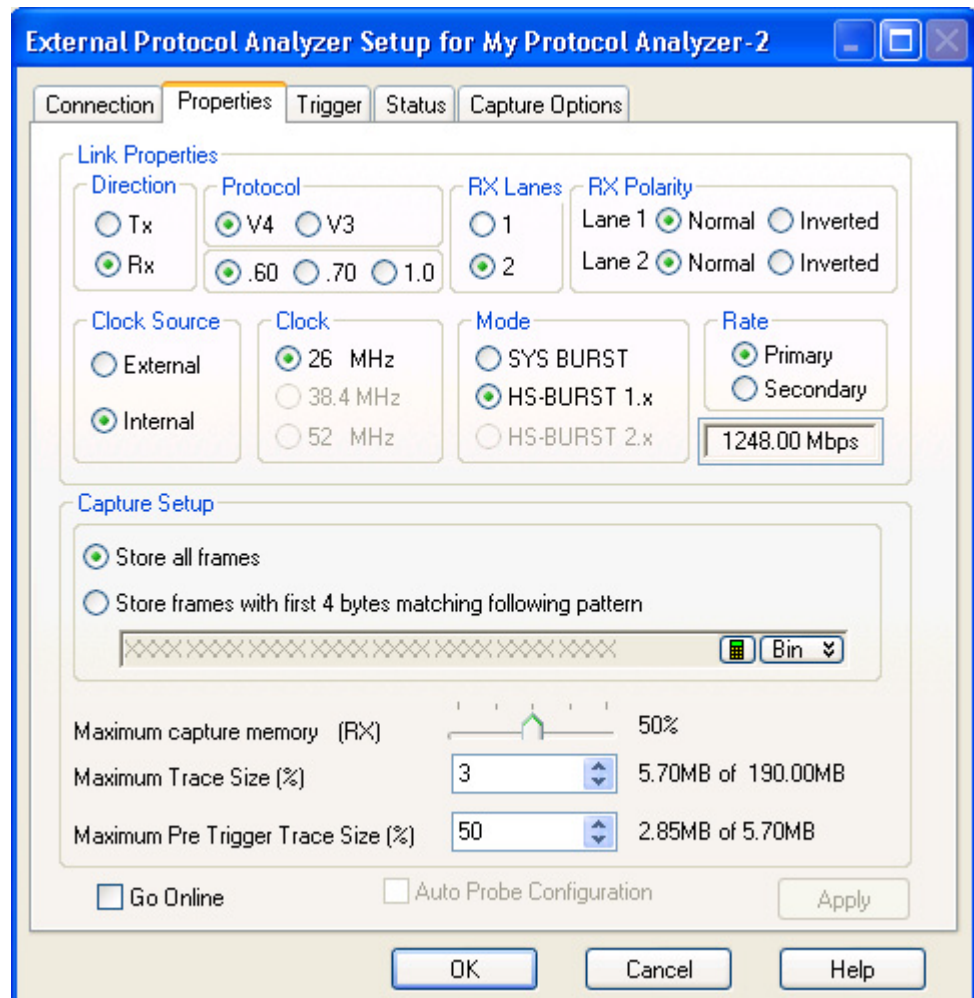 External Protocol Analyzer Setup for My Protocol Analyzer-2
Connection Properties Trigger Status Capture Options
Link Properties
Direction Protocol RX Lanes RX Polarity
Tx V4 V3 1 Lane 1 Normal Inverted
Rx .60 .70 1.0 2 Lane 2 Normal Inverted
Clock Source Clock Mode Rate
External 26 MHz SYS BURST Primary
38.4 MHz HS-BURST 1.x Secondary
Internal 52 MHz HS-BURST 2.x 1248.00 Mbps
Capture Setup
Store all frames
Store frames with first 4 bytes matching following pattern
XXXX XXXX XXXX XXXX XXXX XXXX XXXX XXXX Bin
Maximum capture memory (RX) 50%
Maximum Trace Size (%) 3 5.70MB of 190.00MB
Maximum Pre Trigger Trace Size (%) 50 2.85MB of 5.70MB
Go Online Auto Probe Configuration Apply
OK Cancel Help